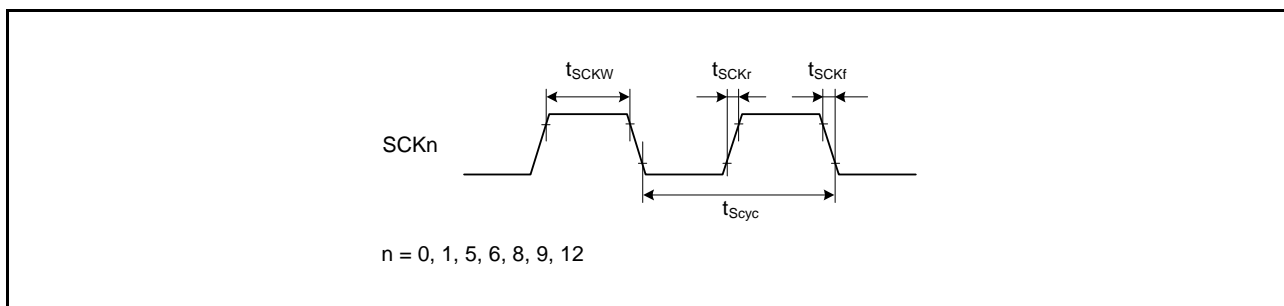 tSCKW
tSCKr
tSCKf
SCKn
tScyc
n = 0, 1, 5, 6, 8, 9, 12